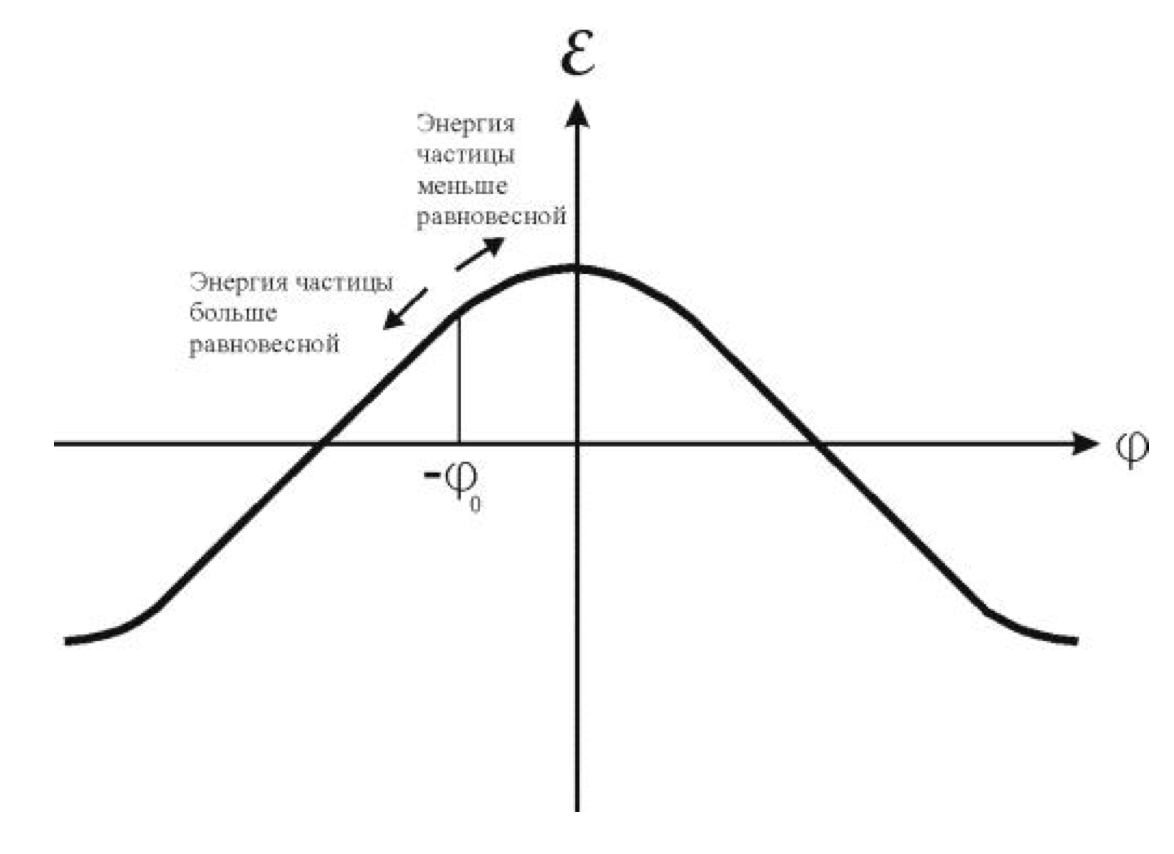 ε
Энергия
частицы
меньше
равновесной
Энергия частицы
больше
равновесной
φ
-φ₀